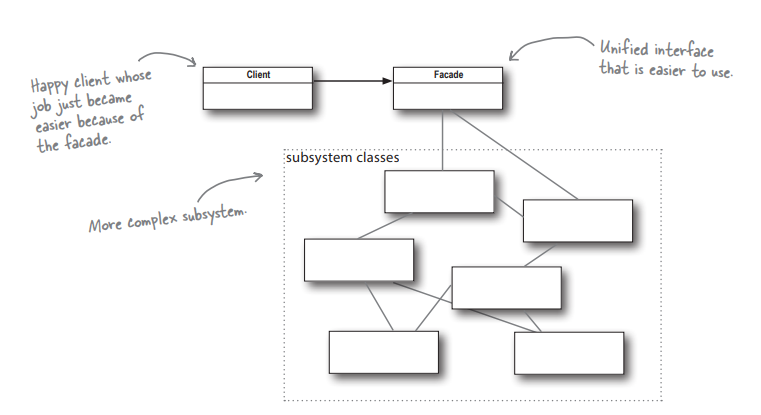 Happy client whose
job just became
easier because of
the facade.
Client
Facade
Unified interface
that is easier to use.
subsystem classes
More complex subsystem.